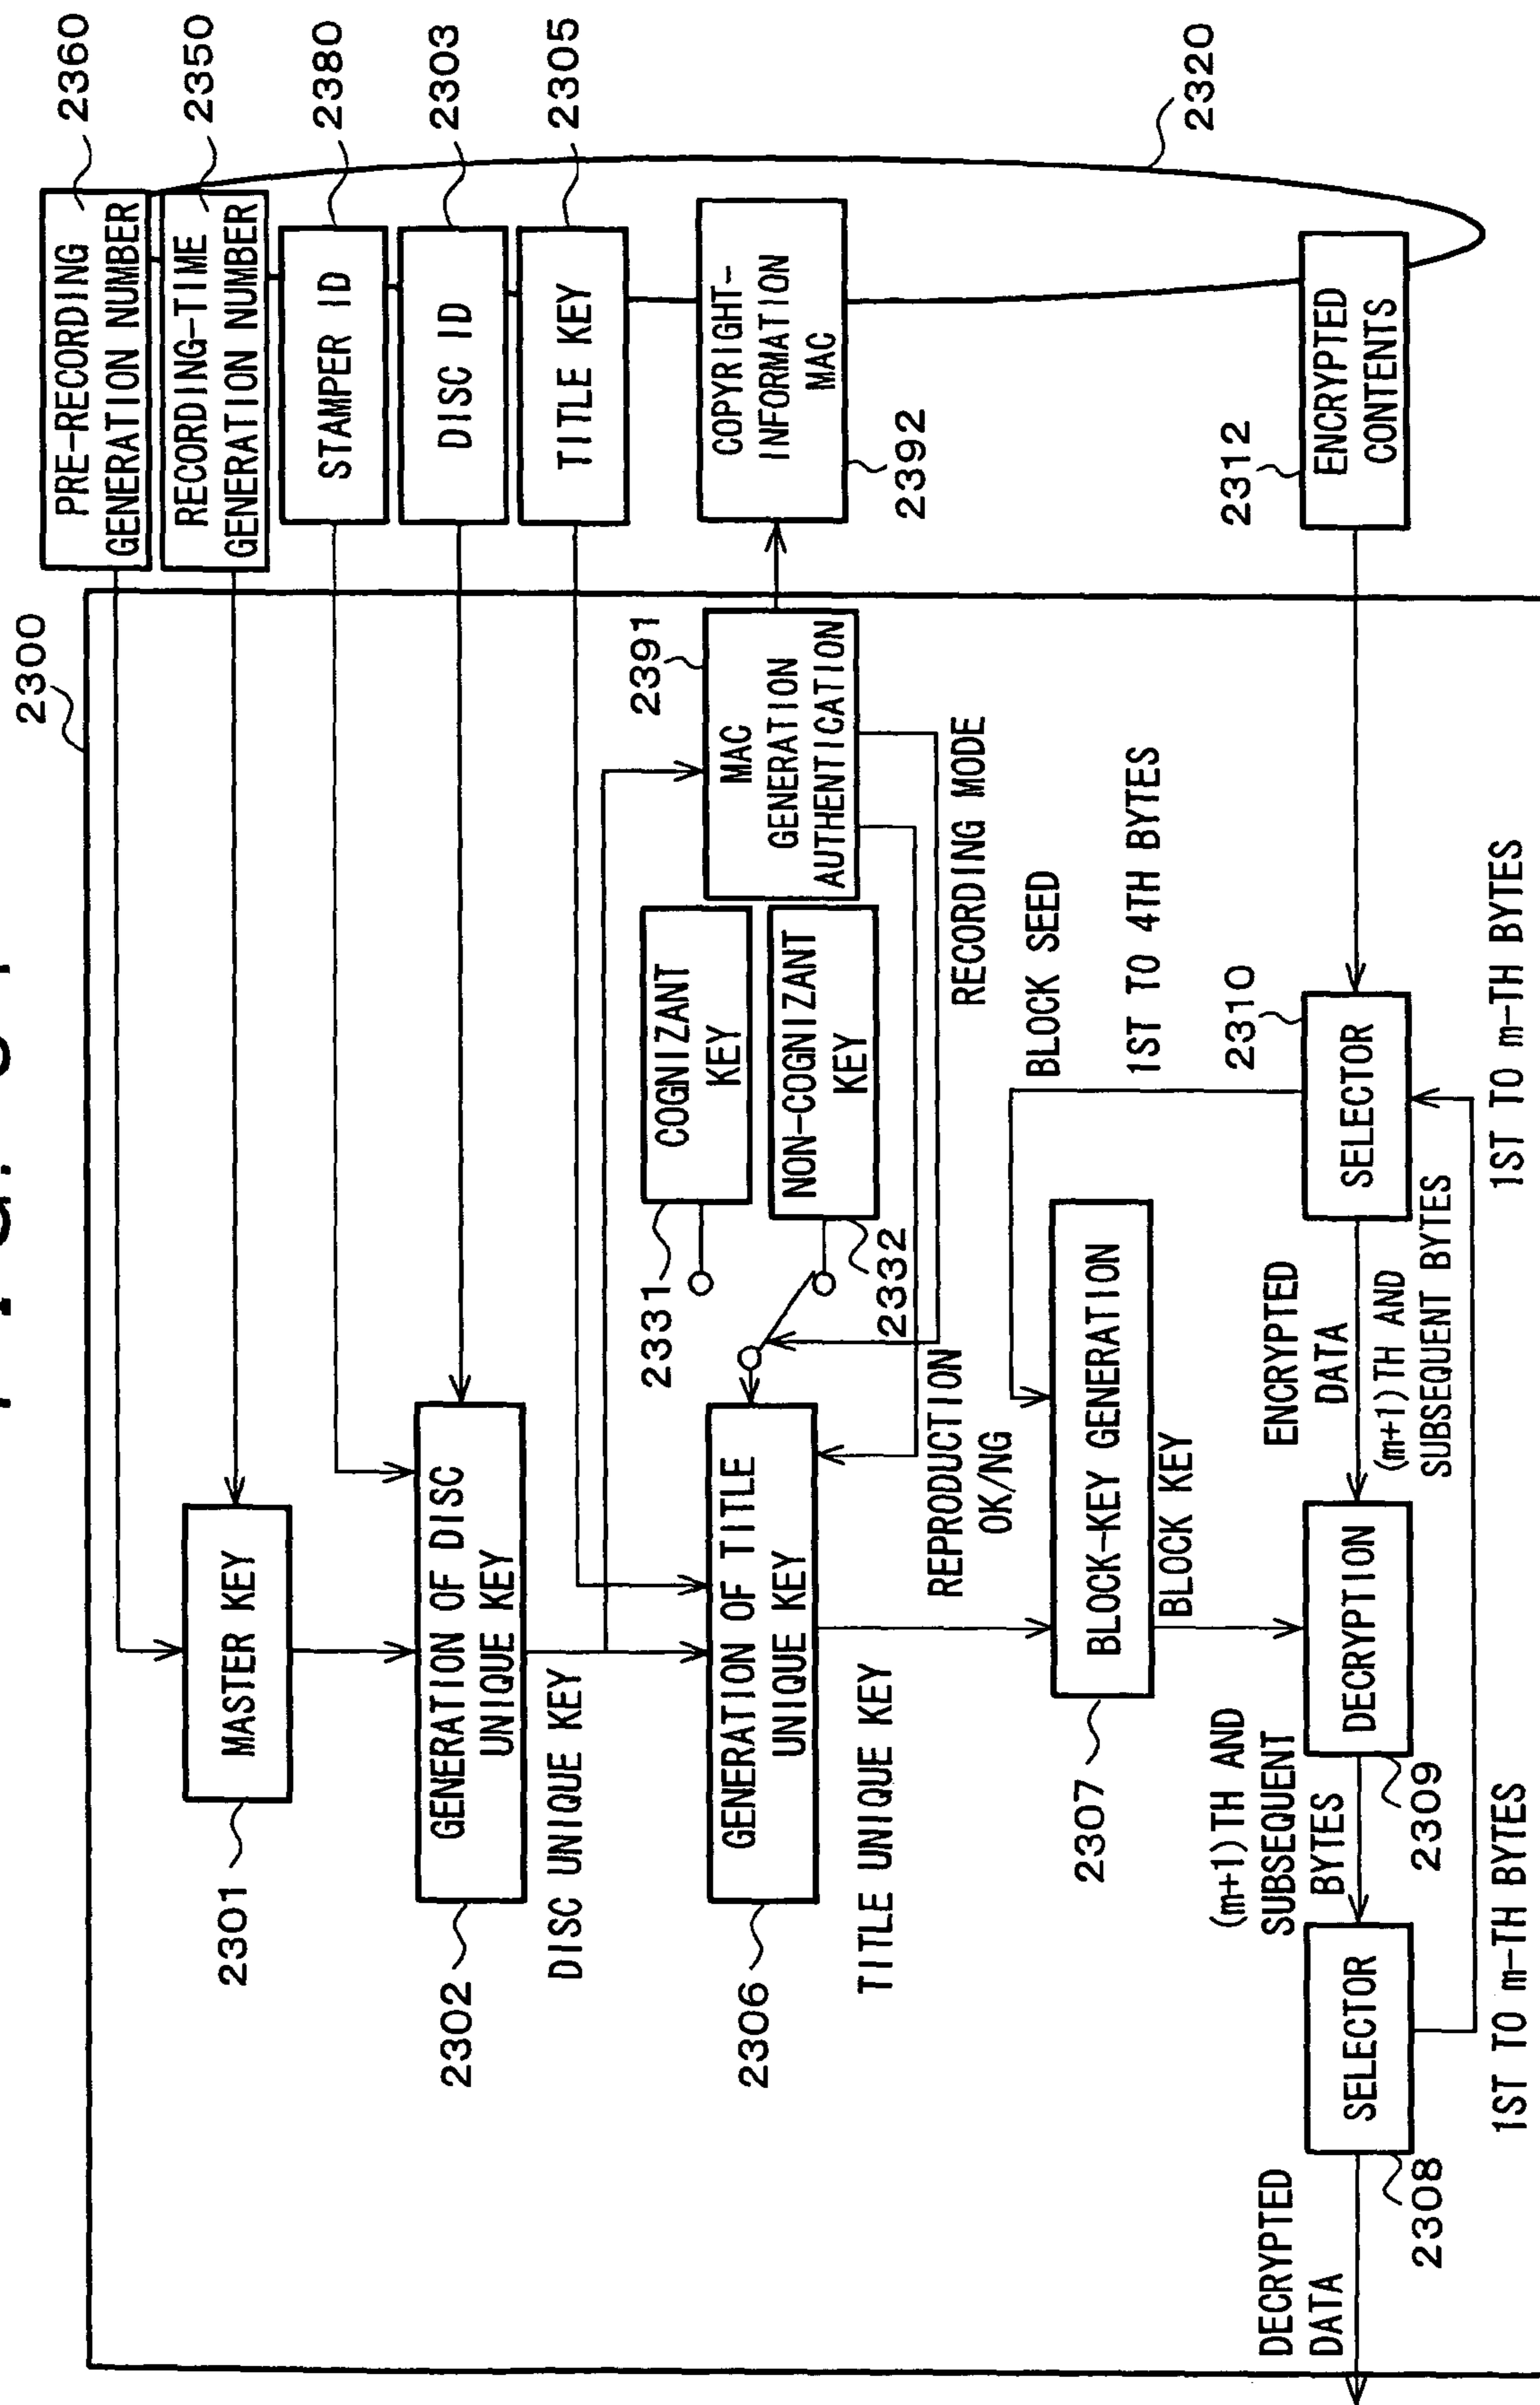 2300
PRE-RECORDING
GENERATION NUMBER
2360
RECORDING-TIME
GENERATION NUMBER
2350
STAMPER ID
2380
DISC ID
2303
TITLE KEY
2305
2301
MASTER KEY
2302
GENERATION OF DISC
UNIQUE KEY
DISC UNIQUE KEY
2306
GENERATION OF TITLE
UNIQUE KEY
TITLE UNIQUE KEY
2331
COGNIZANT
KEY
2332
NON-COGNIZANT
KEY
2391
MAC
GENERATION
AUTHENTICATION
COPYRIGHT-
INFORMATION
MAC
2392
2320
RECORDING MODE
REPRODUCTION
OK/NG
BLOCK SEED
1ST TO 4TH BYTES
2307
BLOCK-KEY GENERATION
BLOCK KEY
2312
ENCRYPTED
CONTENTS
2310
SELECTOR
ENCRYPTED
DATA
(m+1)TH AND
SUBSEQUENT BYTES
DECRYPTION
2309
(m+1)TH AND
SUBSEQUENT
BYTES
SELECTOR
2308
DECRYPTED
DATA
1ST TO m-TH BYTES
1ST TO m-TH BYTES